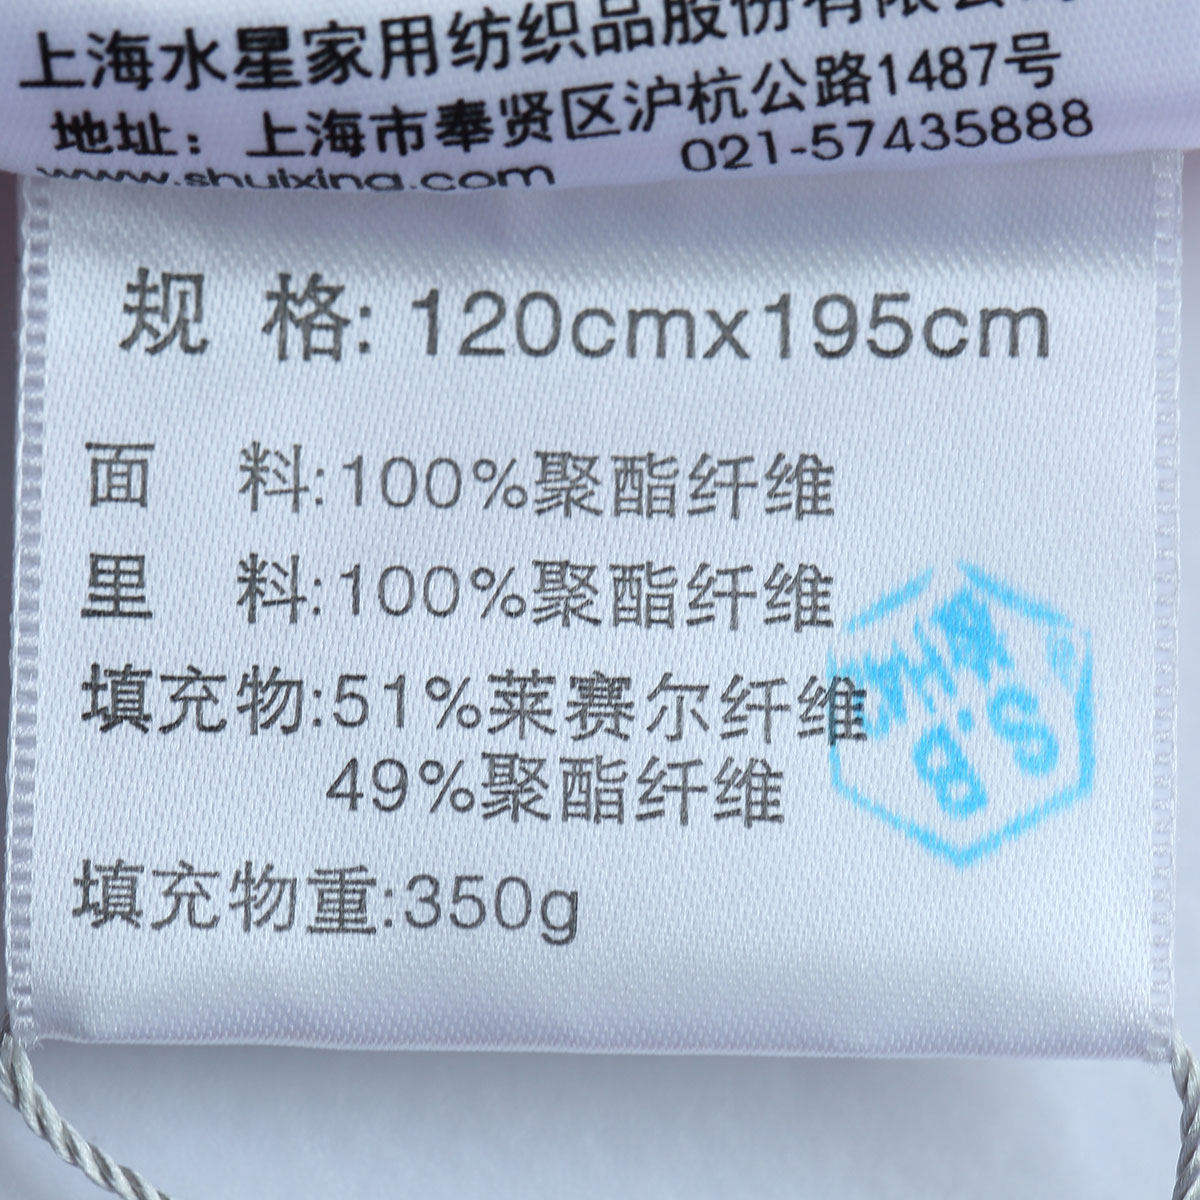 上海水星家用纺织品股份有限公司
地址：上海市奉贤区沪杭公路1487号
www.shuixing.com 021-57435888
规 格: 120cmx195cm
面 料:100%聚酯纤维
里 料:100%聚酯纤维
填充物:51%莱赛尔纤维
49%聚酯纤维
填充物重:350g